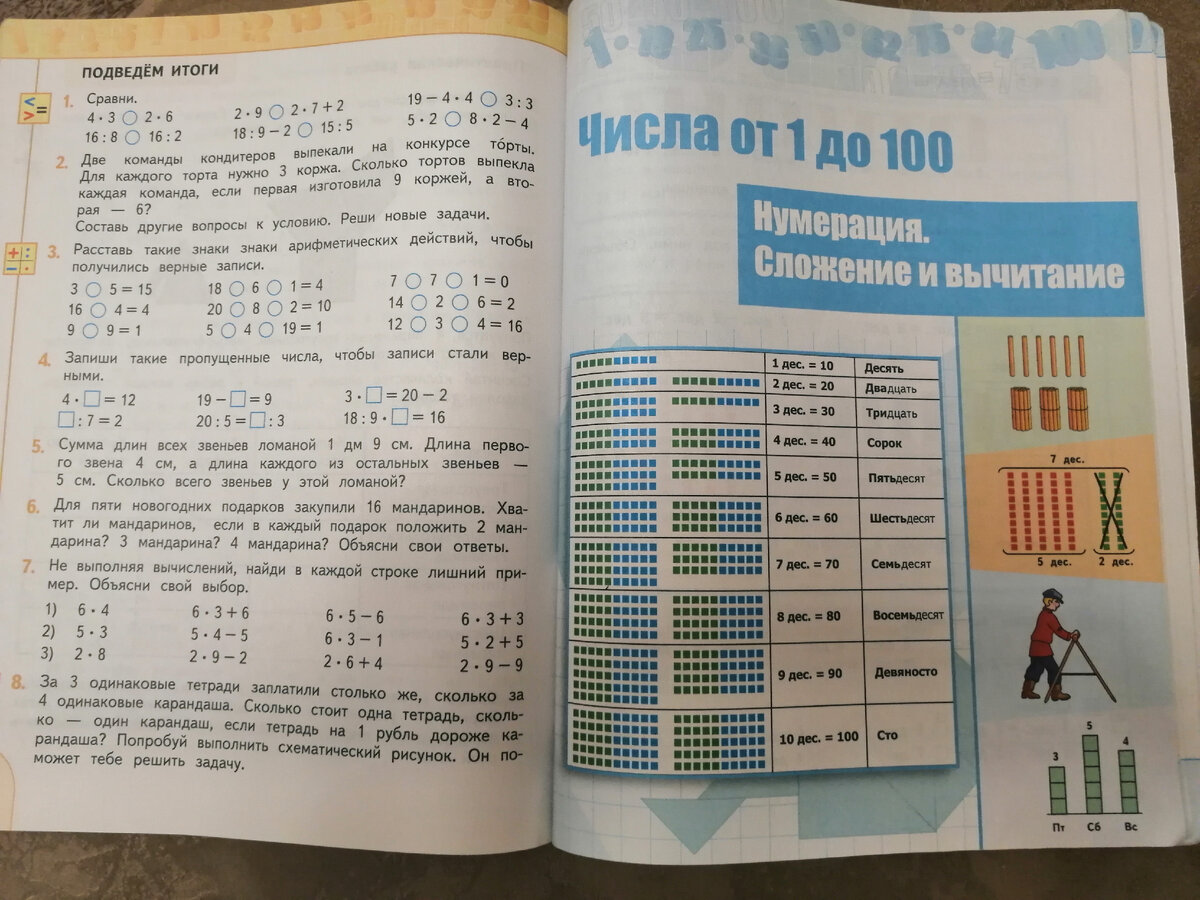 ПОДВЕДЁМ ИТОГИ
1. Сравни.
4 · 3 ○ 2 · 6 2 · 9 ○ 2 · 7 + 2 19 − 4 · 4 ○ 3 : 3
16 : 8 ○ 16 : 2 18 : 9 − 2 ○ 15 : 5 5 · 2 ○ 8 · 2 − 4
2. Две команды кондитеров выпекали на конкурсе то́рты.
Для каждого торта нужно 3 коржа. Сколько тортов выпекла
каждая команда, если первая изготовила 9 коржей, а вто-
рая — 6?
Составь другие вопросы к условию. Реши новые задачи.
3. Расставь такие знаки знаки арифметических действий, чтобы
получились верные записи.
3 ○ 5 = 15 18 ○ 6 ○ 1 = 4 7 ○ 7 ○ 1 = 0
16 ○ 4 = 4 20 ○ 8 ○ 2 = 10 14 ○ 2 ○ 6 = 2
9 ○ 9 = 1 5 ○ 4 ○ 19 = 1 12 ○ 3 ○ 4 = 16
4. Запиши такие пропущенные числа, чтобы записи стали вер-
ными.
4 · □ = 12 19 − □ = 9 3 · □ = 20 − 2
□ : 7 = 2 20 : 5 = □ : 3 18 : 9 · □ = 16
5. Сумма длин всех звеньев ломаной 1 дм 9 см. Длина перво-
го звена 4 см, а длина каждого из остальных звеньев —
5 см. Сколько всего звеньев у этой ломаной?
6. Для пяти новогодних подарков закупили 16 мандаринов. Хва-
тит ли мандаринов, если в каждый подарок положить 2 ман-
дарина? 3 мандарина? 4 мандарина? Объясни свои ответы.
7. Не выполняя вычислений, найди в каждой строке лишний при-
мер. Объясни свой выбор.
1) 6 · 4 6 · 3 + 6 6 · 5 − 6 6 · 3 + 3
2) 5 · 3 5 · 4 − 5 6 · 3 − 1 5 · 2 + 5
3) 2 · 8 2 · 9 − 2 2 · 6 + 4 2 · 9 − 9
8. За 3 одинаковые тетради заплатили столько же, сколько за
4 одинаковые карандаша. Сколько стоит одна тетрадь, сколь-
ко — один карандаш, если тетрадь на 1 рубль дороже ка-
рандаша? Попробуй выполнить схематический рисунок. Он по-
может тебе решить задачу.
1 · 19 25 · 36 50 · 62 75 · 84 100
Числа от 1 до 100
Нумерация.
Сложение и вычитание
1 дес. = 10 Десять
2 дес. = 20 Двадцать
3 дес. = 30 Тридцать
4 дес. = 40 Сорок
5 дес. = 50 Пятьдесят
6 дес. = 60 Шестьдесят
7 дес. = 70 Семьдесят
8 дес. = 80 Восемьдесят
9 дес. = 90 Девяносто
10 дес. = 100 Сто
7 дес.
5 дес. 2 дес.
3 5 4
Пт Сб Вс